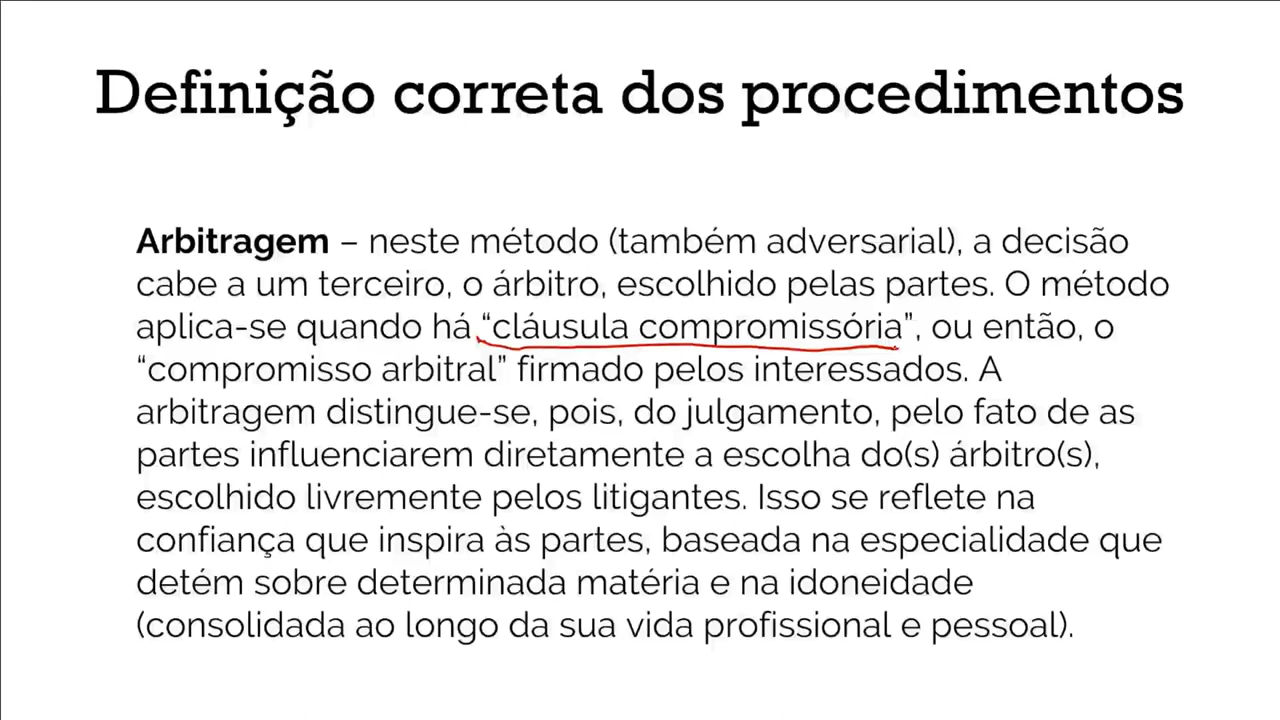 Definição correta dos procedimentos
Arbitragem – neste método (também adversarial), a decisão
cabe a um terceiro, o árbitro, escolhido pelas partes. O método
aplica-se quando há “cláusula compromissória”, ou então, o
“compromisso arbitral” firmado pelos interessados. A
arbitragem distingue-se, pois, do julgamento, pelo fato de as
partes influenciarem diretamente a escolha do(s) árbitro(s),
escolhido livremente pelos litigantes. Isso se reflete na
confiança que inspira às partes, baseada na especialidade que
detém sobre determinada matéria e na idoneidade
(consolidada ao longo da sua vida profissional e pessoal).